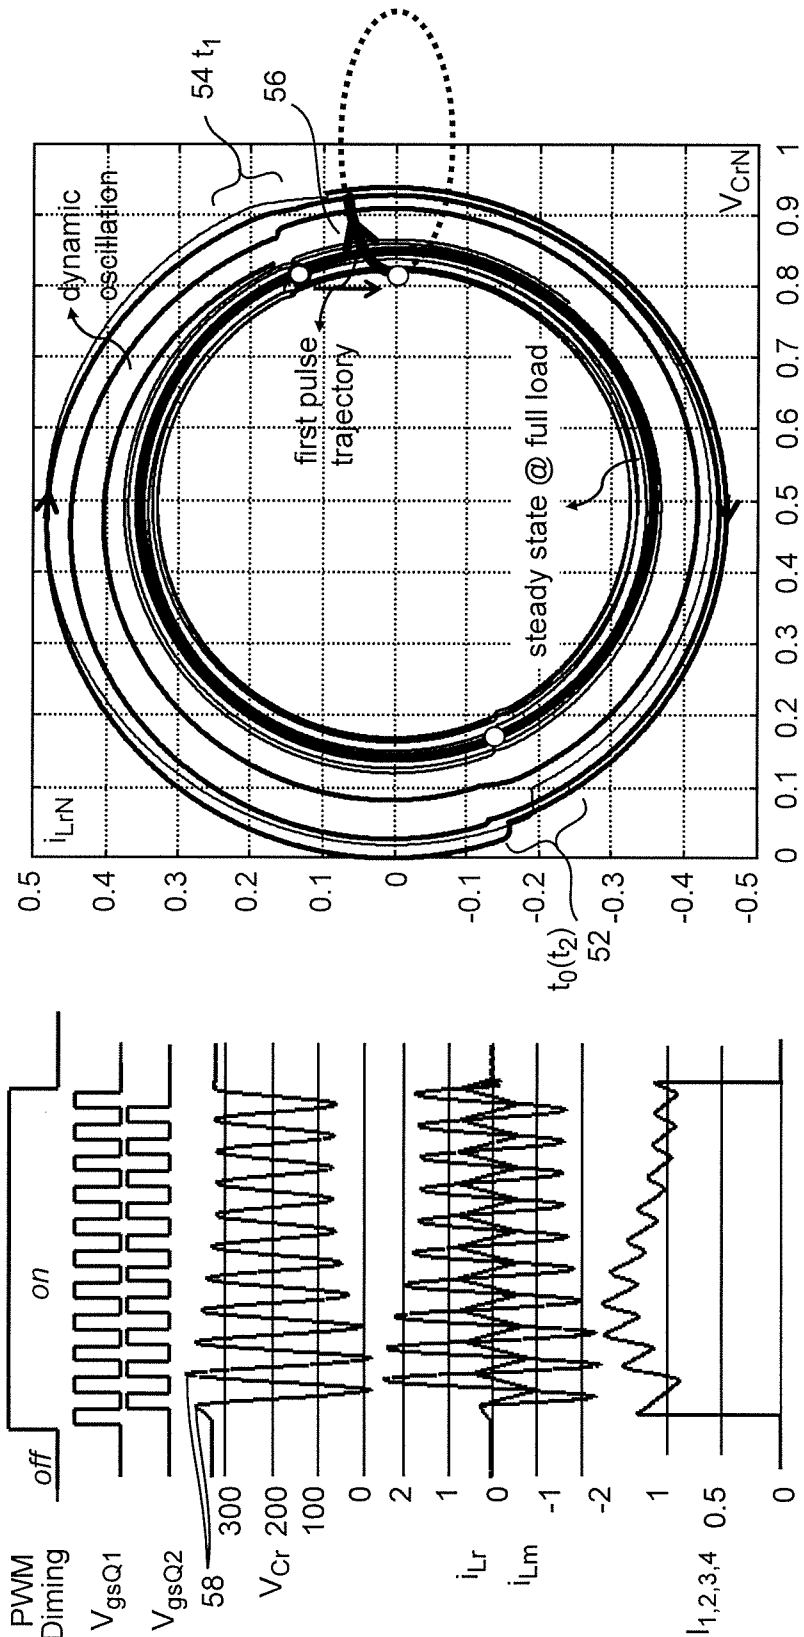 PWM
Diming
off
on
VgsQ1
VgsQ2
58
300
VCr
200
100
0
2
1
iLr
0
iLm
-1
-2
I1,2,3,4
1
0.5
0
0.5
0.4
0.3
0.2
0.1
0
-0.1
-0.2
-0.3
-0.4
-0.5
iLrN
dynamic
oscillation
54 t1
56
first pulse
trajectory
steady state @ full load
t0(t2)
52
VCrN
0
0.1
0.2
0.3
0.4
0.5
0.6
0.7
0.8
0.9
1